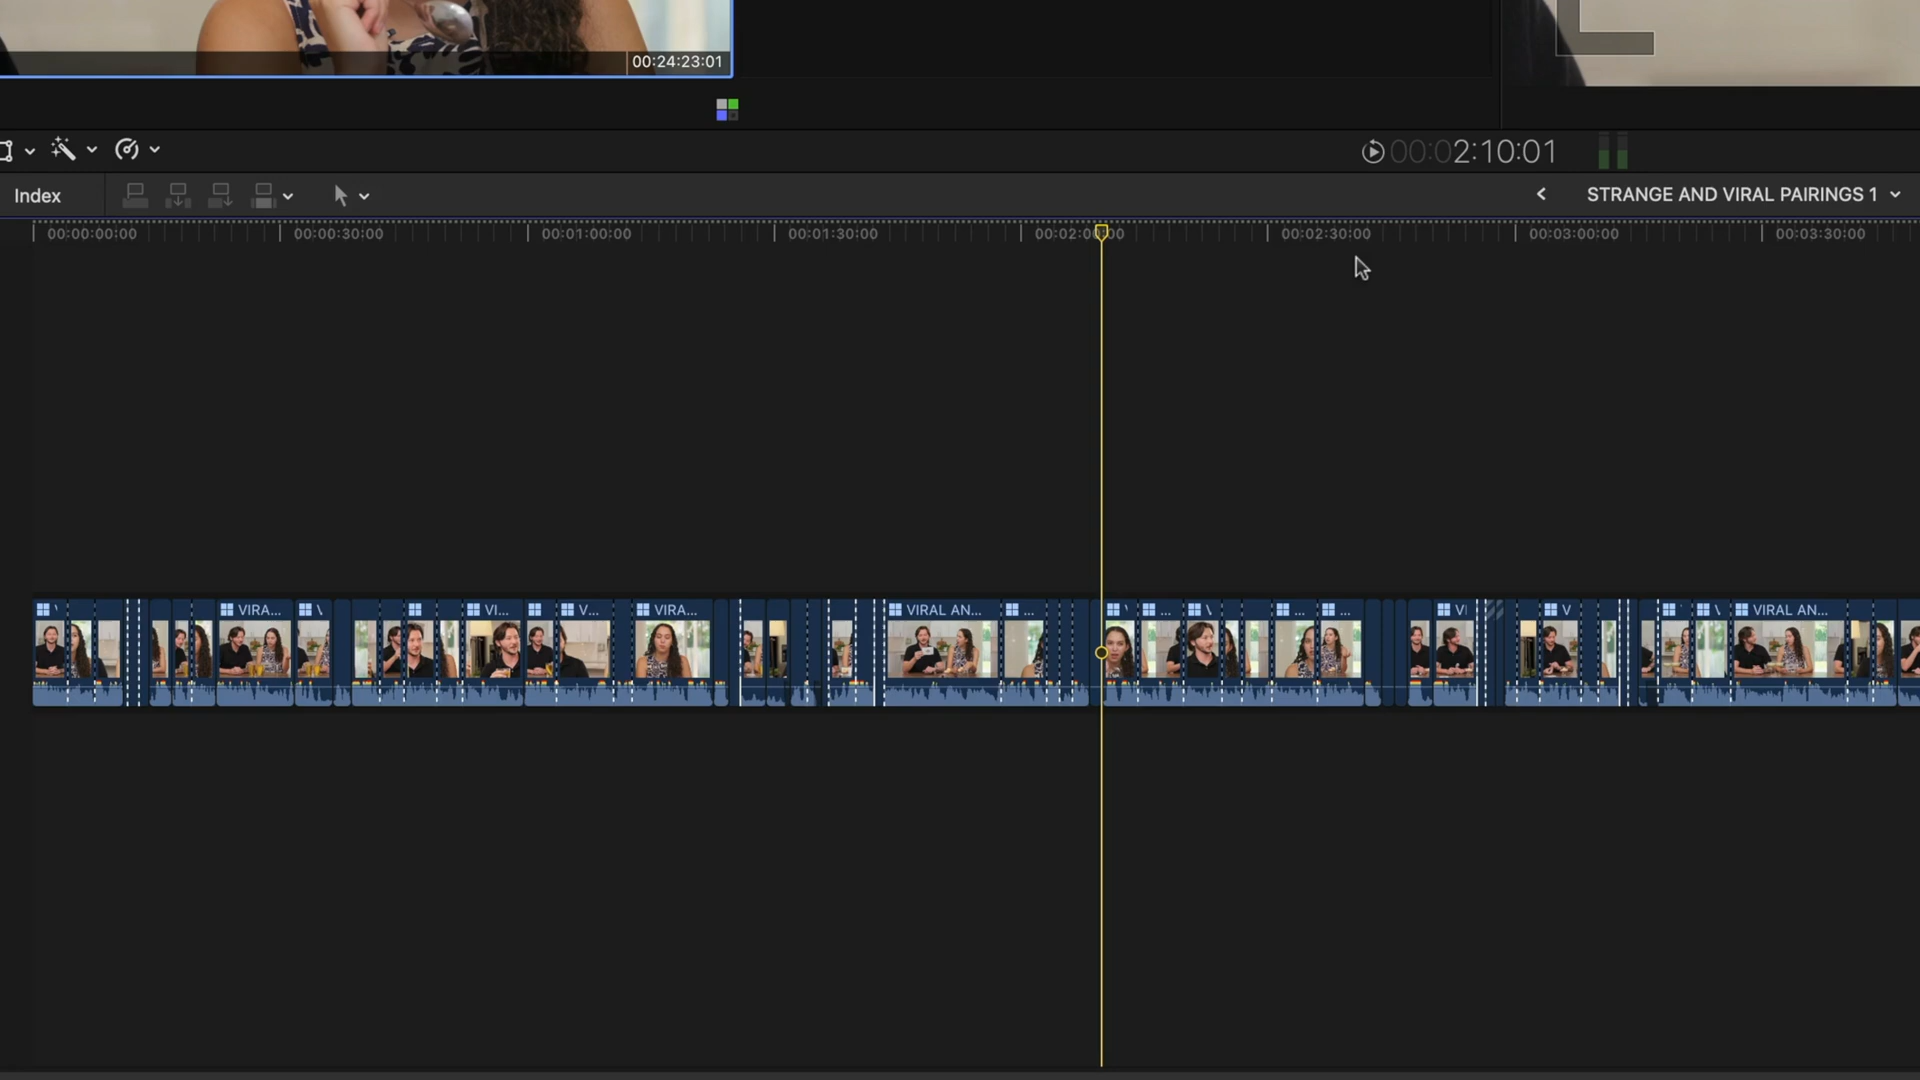 00:24:23:01
00:02:10:01
Index
STRANGE AND VIRAL PAIRINGS 1
00:00:00:00 00:00:30:00 00:01:00:00 00:01:30:00 00:02:00:00 00:02:30:00 00:03:00:00 00:03:30:00
VIRA... VI... V... VIRA... VIRAL AN... ... ... ... ... V VIRAL AN...